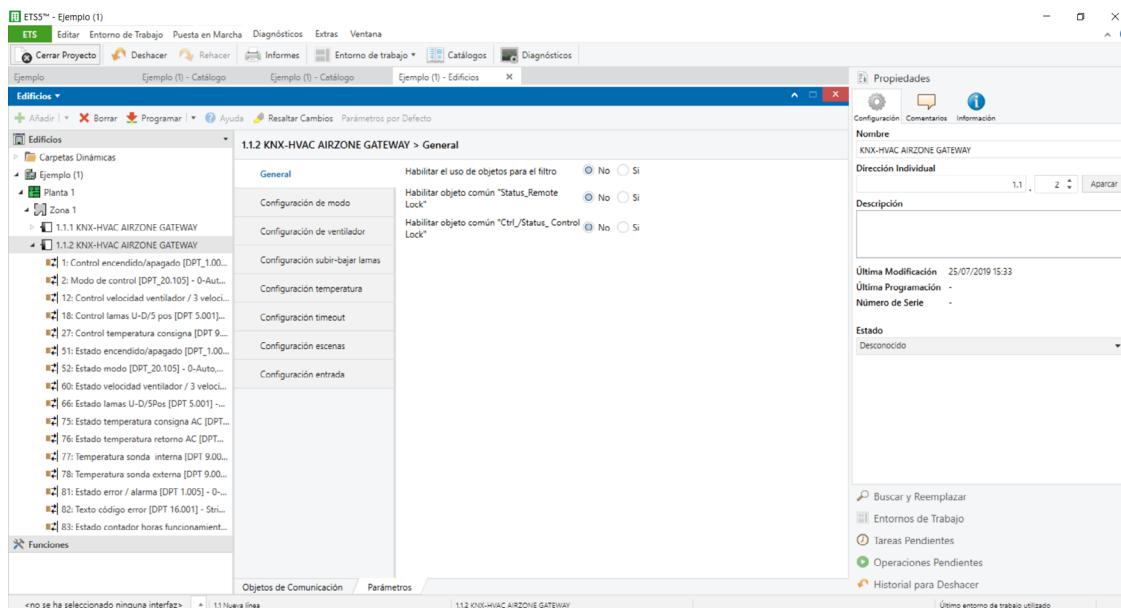 ETS5™ - Ejemplo (1)
ETS Editar Entorno de Trabajo Puesta en Marcha Diagnósticos Extras Ventana
Cerrar Proyecto Deshacer Rehacer Informes Entorno de trabajo Catálogos Diagnósticos
Ejemplo Ejemplo (1) - Catálogo Ejemplo (1) - Catálogo Ejemplo (1) - Edificios
Edificios
Añadir Borrar Programar Ayuda Resaltar Cambios Parámetros por Defecto
Edificios
Carpetas Dinámicas
Ejemplo (1)
Planta 1
Zona 1
1.1.1 KNX-HVAC AIRZONE GATEWAY
1.1.2 KNX-HVAC AIRZONE GATEWAY
1: Control encendido/apagado [DPT_1.00...
2: Modo de control [DPT_20.105] - 0-Aut...
12: Control velocidad ventilador / 3 veloci...
18: Control lamas U-D/5 pos [DPT 5.001]...
27: Control temperatura consigna [DPT 9....
51: Estado encendido/apagado [DPT_1.00...
52: Estado modo [DPT_20.105] - 0-Auto,...
60: Estado velocidad ventilador / 3 veloci...
66: Estado lamas U-D/5Pos [DPT 5.001] -...
75: Estado temperatura consigna AC [DPT...
76: Estado temperatura retorno AC [DPT...
77: Temperatura sonda interna [DPT 9.00...
78: Temperatura sonda externa [DPT 9.00...
81: Estado error / alarma [DPT 1.005] - 0-...
82: Texto código error [DPT 16.001] - Stri...
83: Estado contador horas funcionamient...
Funciones
1.1.2 KNX-HVAC AIRZONE GATEWAY > General
General
Configuración de modo
Configuración de ventilador
Configuración subir-bajar lamas
Configuración temperatura
Configuración timeout
Configuración escenas
Configuración entrada
Habilitar el uso de objetos para el filtro No Si
Habilitar objeto común "Status_Remote
Lock" No Si
Habilitar objeto común "Ctrl_/Status_ Control
Lock" No Si
Objetos de Comunicación Parámetros
Propiedades
Configuración Comentarios Información
Nombre
KNX-HVAC AIRZONE GATEWAY
Dirección Individual
1.1 . 2 Aparcar
Descripción
Última Modificación 25/07/2019 15:33
Última Programación -
Número de Serie -
Estado
Desconocido
Buscar y Reemplazar
Entornos de Trabajo
Tareas Pendientes
Operaciones Pendientes
Historial para Deshacer
<no se ha seleccionado ninguna interfaz> 1.1 Nueva línea 1.1.2 KNX-HVAC AIRZONE GATEWAY Último entorno de trabajo utilizado